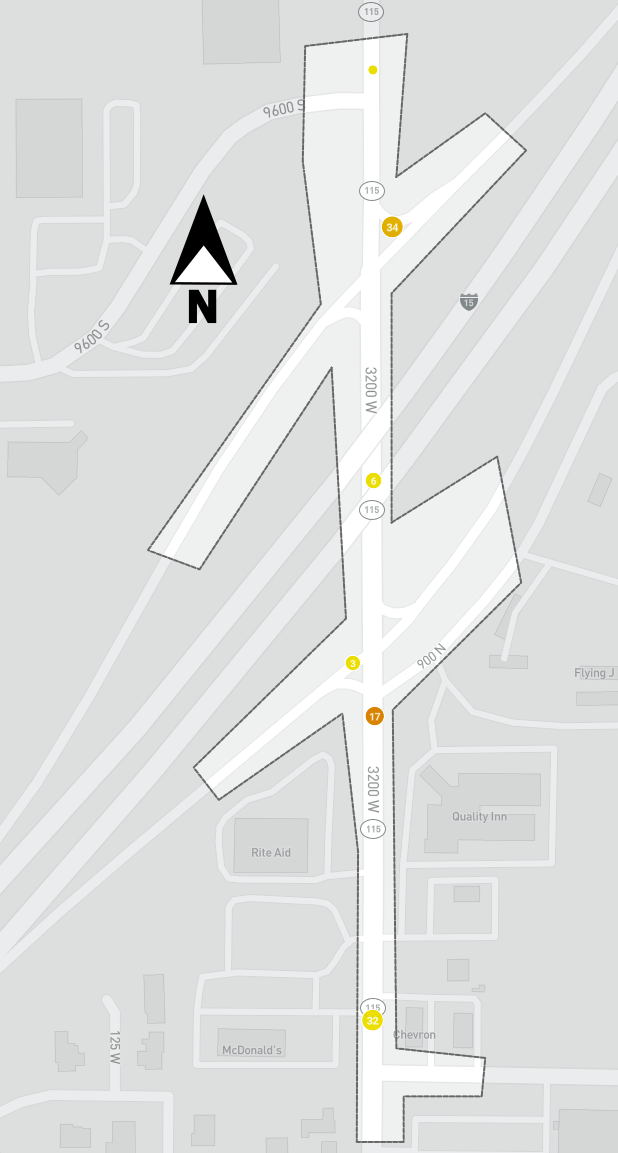 115
9600 S
115
34
15
9600 S
3200 W
6
115
3
900 N
Flying J
17
3200 W
Quality Inn
115
Rite Aid
115
32
Chevron
125 W
McDonald's
N